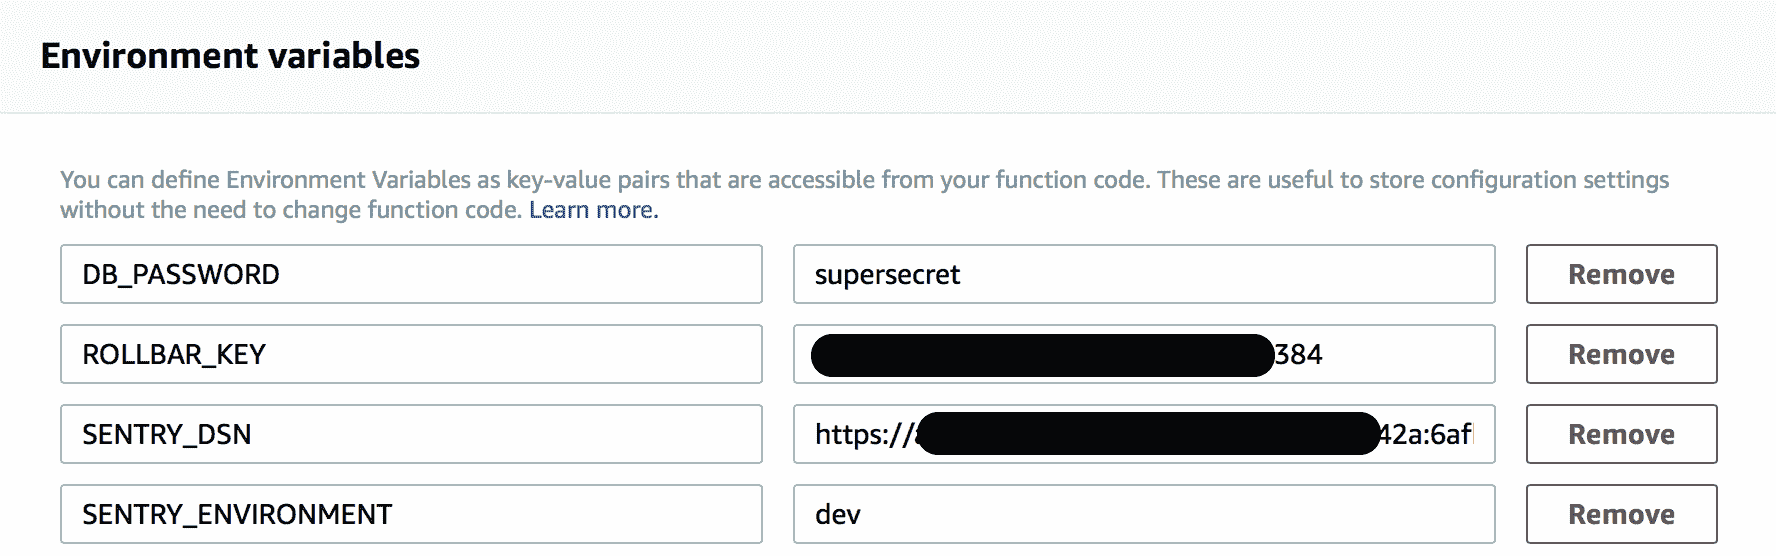 Environment variables
You can define Environment Variables as key-value pairs that are accessible from your function code. These are useful to store configuration settings
without the need to change function code. Learn more.
DB_PASSWORD supersecret Remove
ROLLBAR_KEY 384 Remove
SENTRY_DSN https:// 42a:6af Remove
SENTRY_ENVIRONMENT dev Remove